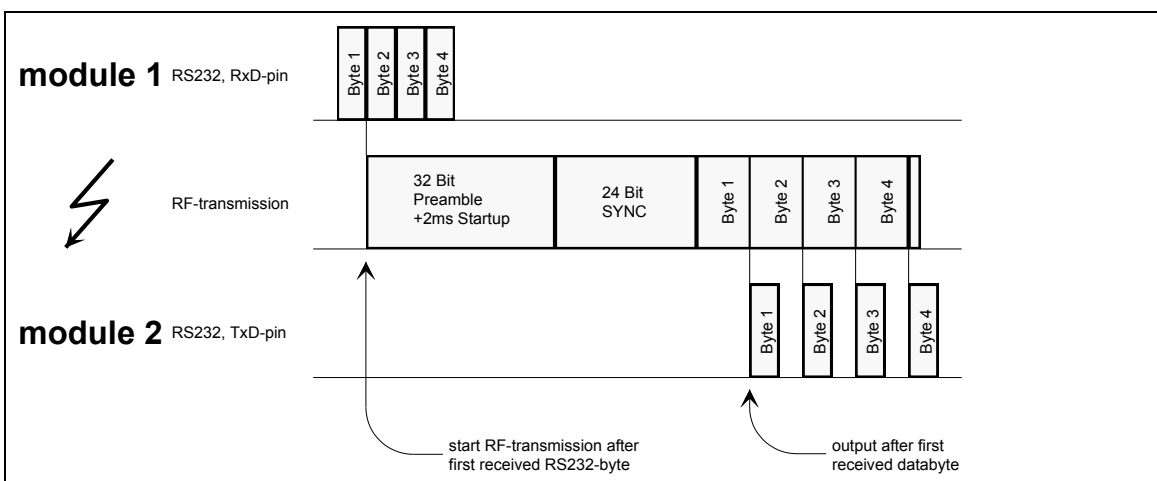 module 1 RS232, RxD-pin
Byte 1
Byte 2
Byte 3
Byte 4
RF-transmission
32 Bit
Preamble
+2ms Startup
24 Bit
SYNC
Byte 1
Byte 2
Byte 3
Byte 4
module 2 RS232, TxD-pin
Byte 1
Byte 2
Byte 3
Byte 4
start RF-transmission after
first received RS232-byte
output after first
received databyte